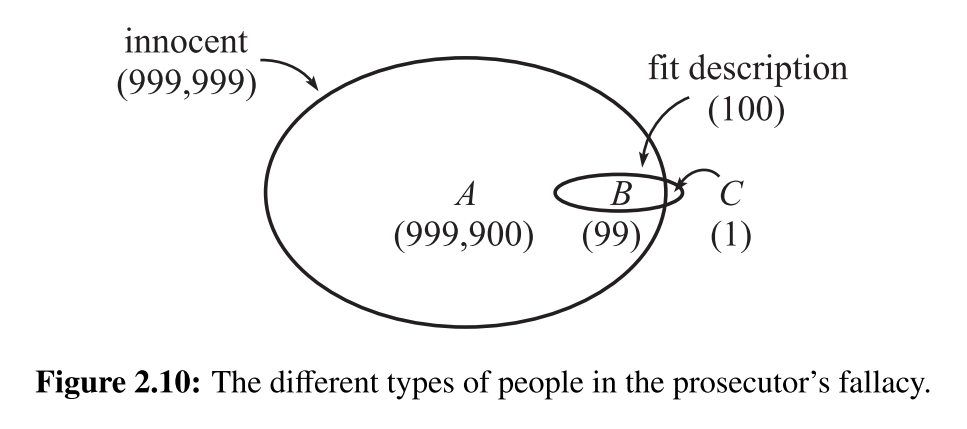 innocent
(999,999)
fit description
(100)
A
B
C
(999,900)
(99)
(1)
Figure 2.10: The different types of people in the prosecutor’s fallacy.